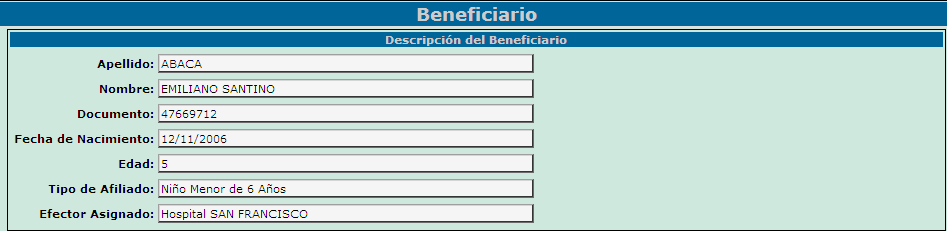 Beneficiario
Descripción del Beneficiario
Apellido: ABACA
Nombre: EMILIANO SANTINO
Documento: 47669712
Fecha de Nacimiento: 12/11/2006
Edad: 5
Tipo de Afiliado: Niño Menor de 6 Años
Efector Asignado: Hospital SAN FRANCISCO